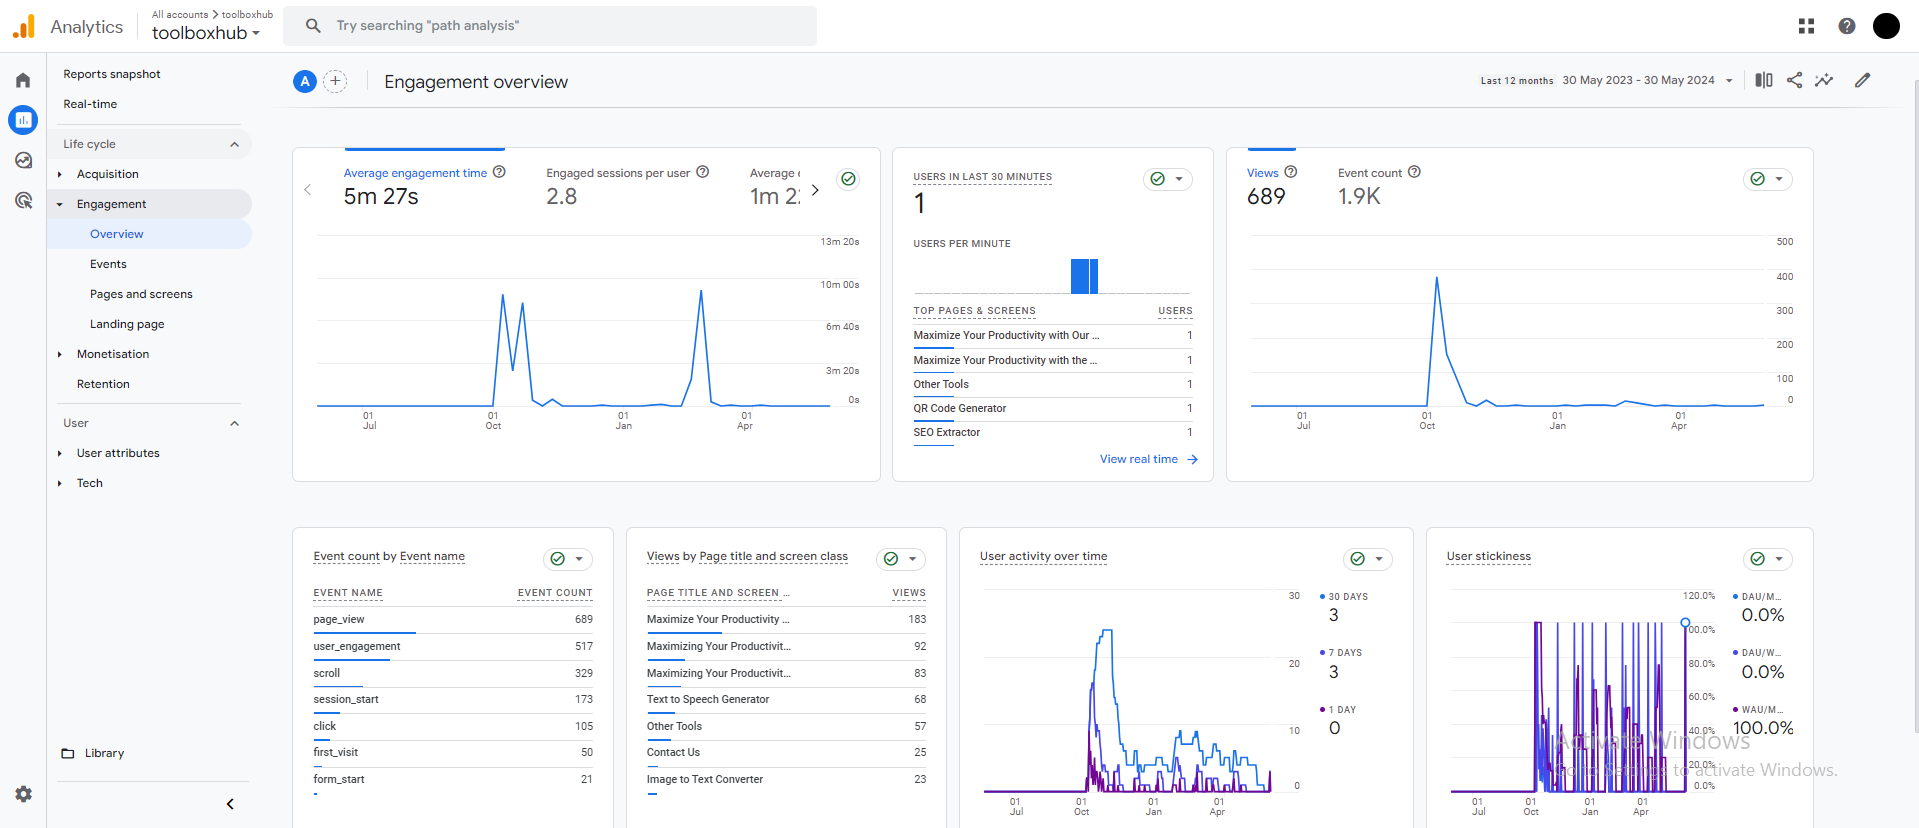 Analytics
All accounts > toolboxhub
toolboxhub
Try searching "path analysis"
Reports snapshot
Real-time
Life cycle
Acquisition
Engagement
Overview
Events
Pages and screens
Landing page
Monetisation
Retention
User
User attributes
Tech
Library
A
Engagement overview
Last 12 months 30 May 2023 - 30 May 2024
Average engagement time
5m 27s
Engaged sessions per user
2.8
Average e
1m 2
13m 20s
10m 00s
6m 40s
3m 20s
0s
01 Jul
01 Oct
01 Jan
01 Apr
USERS IN LAST 30 MINUTES
1
USERS PER MINUTE
TOP PAGES & SCREENS USERS
Maximize Your Productivity with Our ... 1
Maximize Your Productivity with the ... 1
Other Tools 1
QR Code Generator 1
SEO Extractor 1
View real time
Views
689
Event count
1.9K
500
400
300
200
100
0
01 Jul
01 Oct
01 Jan
01 Apr
Event count by Event name
EVENT NAME EVENT COUNT
page_view 689
user_engagement 517
scroll 329
session_start 173
click 105
first_visit 50
form_start 21
Views by Page title and screen class
PAGE TITLE AND SCREEN ... VIEWS
Maximize Your Productivity ... 183
Maximizing Your Productivit... 92
Maximizing Your Productivit... 83
Text to Speech Generator 68
Other Tools 57
Contact Us 25
Image to Text Converter 23
User activity over time
30
20
10
0
01 Jul
01 Oct
01 Jan
01 Apr
30 DAYS
3
7 DAYS
3
1 DAY
0
User stickiness
120.0%
100.0%
80.0%
60.0%
40.0%
20.0%
0.0%
01 Jul
01 Oct
01 Jan
01 Apr
DAU/M...
0.0%
DAU/W...
0.0%
WAU/M...
100.0%
Activate Windows
Go to Settings to activate Windows.